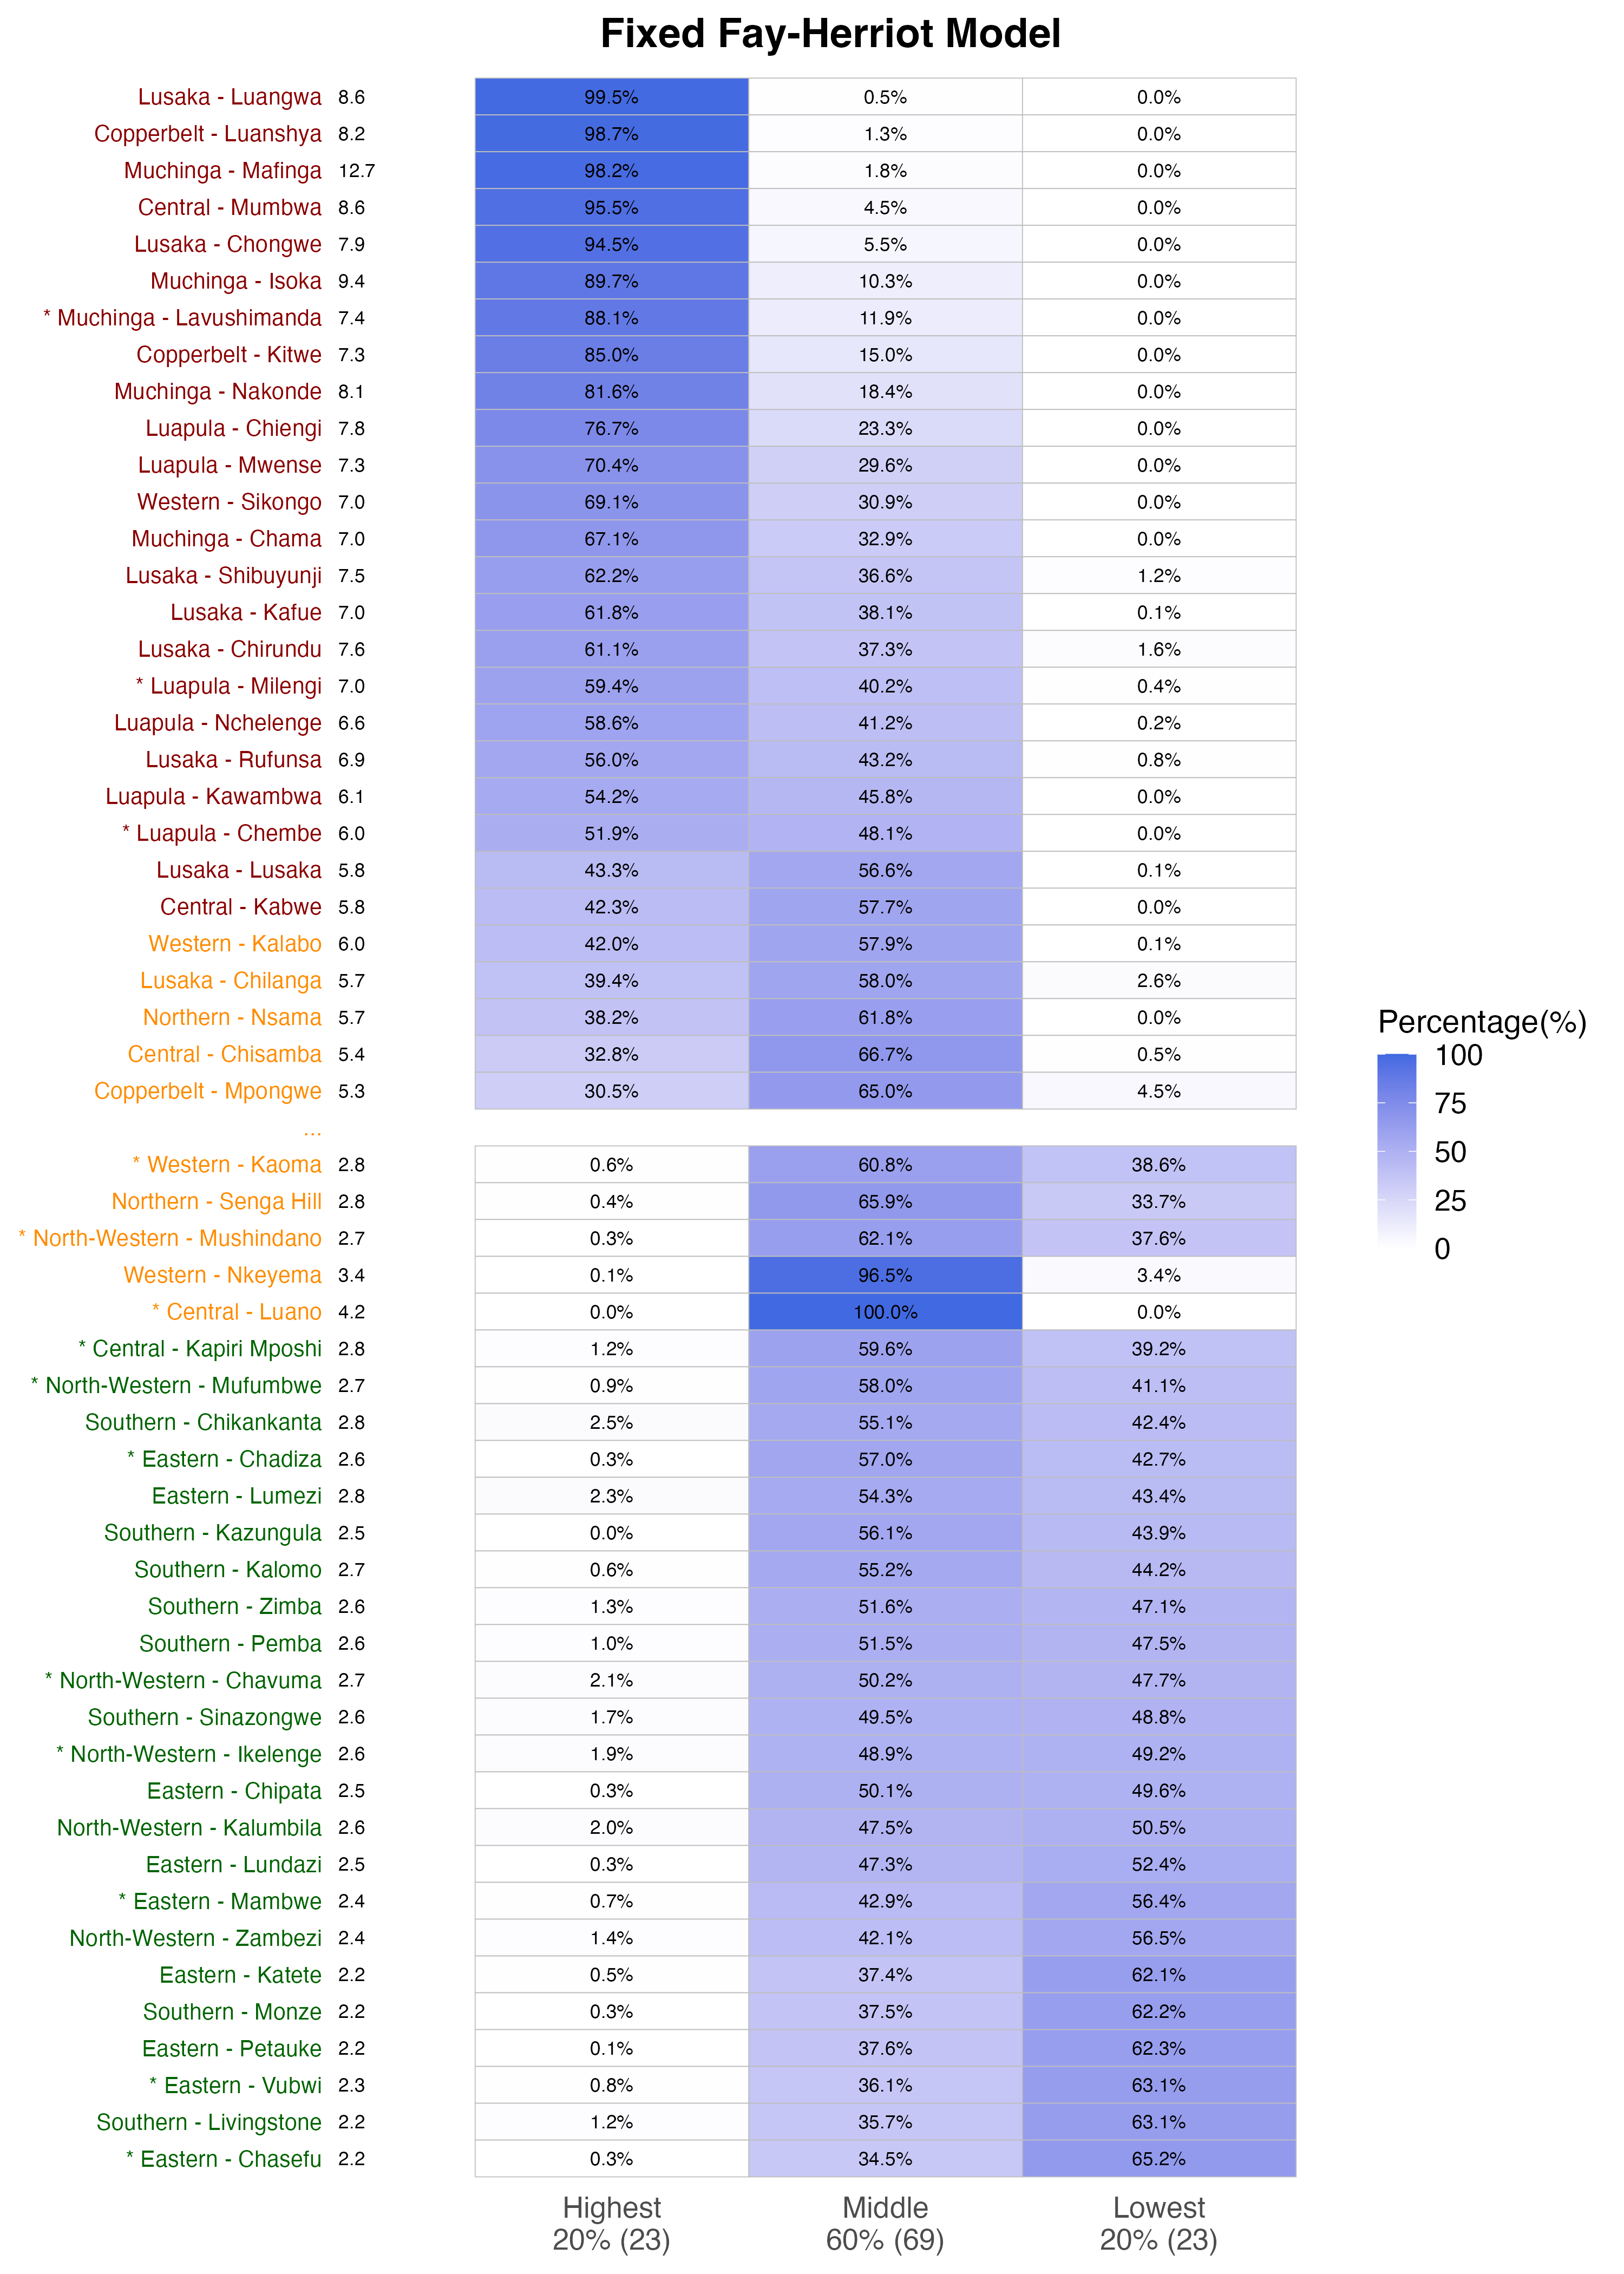 Fixed Fay-Herriot Model
Lusaka - Luangwa 8.6 99.5% 0.5% 0.0%
Copperbelt - Luanshya 8.2 98.7% 1.3% 0.0%
Muchinga - Mafinga 12.7 98.2% 1.8% 0.0%
Central - Mumbwa 8.6 95.5% 4.5% 0.0%
Lusaka - Chongwe 7.9 94.5% 5.5% 0.0%
Muchinga - Isoka 9.4 89.7% 10.3% 0.0%
* Muchinga - Lavushimanda 7.4 88.1% 11.9% 0.0%
Copperbelt - Kitwe 7.3 85.0% 15.0% 0.0%
Muchinga - Nakonde 8.1 81.6% 18.4% 0.0%
Luapula - Chiengi 7.8 76.7% 23.3% 0.0%
Luapula - Mwense 7.3 70.4% 29.6% 0.0%
Western - Sikongo 7.0 69.1% 30.9% 0.0%
Muchinga - Chama 7.0 67.1% 32.9% 0.0%
Lusaka - Shibuyunji 7.5 62.2% 36.6% 1.2%
Lusaka - Kafue 7.0 61.8% 38.1% 0.1%
Lusaka - Chirundu 7.6 61.1% 37.3% 1.6%
* Luapula - Milengi 7.0 59.4% 40.2% 0.4%
Luapula - Nchelenge 6.6 58.6% 41.2% 0.2%
Lusaka - Rufunsa 6.9 56.0% 43.2% 0.8%
Luapula - Kawambwa 6.1 54.2% 45.8% 0.0%
* Luapula - Chembe 6.0 51.9% 48.1% 0.0%
Lusaka - Lusaka 5.8 43.3% 56.6% 0.1%
Central - Kabwe 5.8 42.3% 57.7% 0.0%
Western - Kalabo 6.0 42.0% 57.9% 0.1%
Lusaka - Chilanga 5.7 39.4% 58.0% 2.6%
Northern - Nsama 5.7 38.2% 61.8% 0.0%
Central - Chisamba 5.4 32.8% 66.7% 0.5%
Copperbelt - Mpongwe 5.3 30.5% 65.0% 4.5%
...
* Western - Kaoma 2.8 0.6% 60.8% 38.6%
Northern - Senga Hill 2.8 0.4% 65.9% 33.7%
* North-Western - Mushindano 2.7 0.3% 62.1% 37.6%
Western - Nkeyema 3.4 0.1% 96.5% 3.4%
* Central - Luano 4.2 0.0% 100.0% 0.0%
* Central - Kapiri Mposhi 2.8 1.2% 59.6% 39.2%
* North-Western - Mufumbwe 2.7 0.9% 58.0% 41.1%
Southern - Chikankanta 2.8 2.5% 55.1% 42.4%
* Eastern - Chadiza 2.6 0.3% 57.0% 42.7%
Eastern - Lumezi 2.8 2.3% 54.3% 43.4%
Southern - Kazungula 2.5 0.0% 56.1% 43.9%
Southern - Kalomo 2.7 0.6% 55.2% 44.2%
Southern - Zimba 2.6 1.3% 51.6% 47.1%
Southern - Pemba 2.6 1.0% 51.5% 47.5%
* North-Western - Chavuma 2.7 2.1% 50.2% 47.7%
Southern - Sinazongwe 2.6 1.7% 49.5% 48.8%
* North-Western - Ikelenge 2.6 1.9% 48.9% 49.2%
Eastern - Chipata 2.5 0.3% 50.1% 49.6%
North-Western - Kalumbila 2.6 2.0% 47.5% 50.5%
Eastern - Lundazi 2.5 0.3% 47.3% 52.4%
* Eastern - Mambwe 2.4 0.7% 42.9% 56.4%
North-Western - Zambezi 2.4 1.4% 42.1% 56.5%
Eastern - Katete 2.2 0.5% 37.4% 62.1%
Southern - Monze 2.2 0.3% 37.5% 62.2%
Eastern - Petauke 2.2 0.1% 37.6% 62.3%
* Eastern - Vubwi 2.3 0.8% 36.1% 63.1%
Southern - Livingstone 2.2 1.2% 35.7% 63.1%
* Eastern - Chasefu 2.2 0.3% 34.5% 65.2%
Highest Middle Lowest
20% (23) 60% (69) 20% (23)
Percentage(%)
100
75
50
25
0